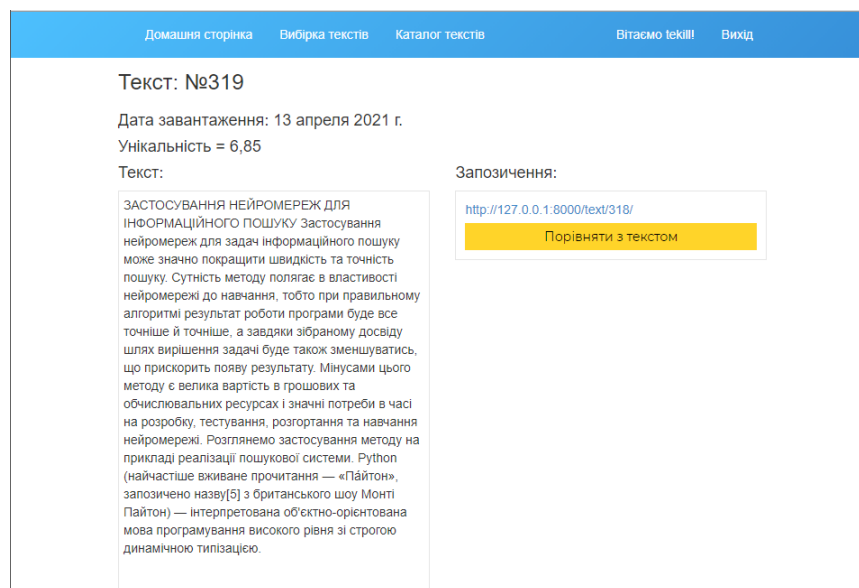 Домашня сторінка Вибірка текстів Каталог текстів Вітаємо tekill! Вихід
Текст: №319
Дата завантаження: 13 апреля 2021 г.
Унікальність = 6,85
Текст:
ЗАСТОСУВАННЯ НЕЙРОМЕРЕЖ ДЛЯ
ІНФОРМАЦІЙНОГО ПОШУКУ Застосування
нейромереж для задач інформаційного пошуку
може значно покращити швидкість та точність
пошуку. Сутність методу полягає в властивості
нейромережі до навчання, тобто при правильному
алгоритмі результат роботи програми буде все
точніше й точніше, а завдяки зібраному досвіду
шлях вирішення задачі буде також зменшуватись,
що прискорить появу результату. Мінусами цього
методу є велика вартість в грошових та
обчислювальних ресурсах і значні потреби в часі
на розробку, тестування, розгортання та навчання
нейромережі. Розглянемо застосування методу на
прикладі реалізації пошукової системи. Python
(найчастіше вживане прочитання — «Па́йтон»,
запозичено назву[5] з британського шоу Монті
Пайтон) — інтерпретована об'єктно-орієнтована
мова програмування високого рівня зі строгою
динамічною типізацією.
Запозичення:
http://127.0.0.1:8000/text/318/
Порівняти з текстом